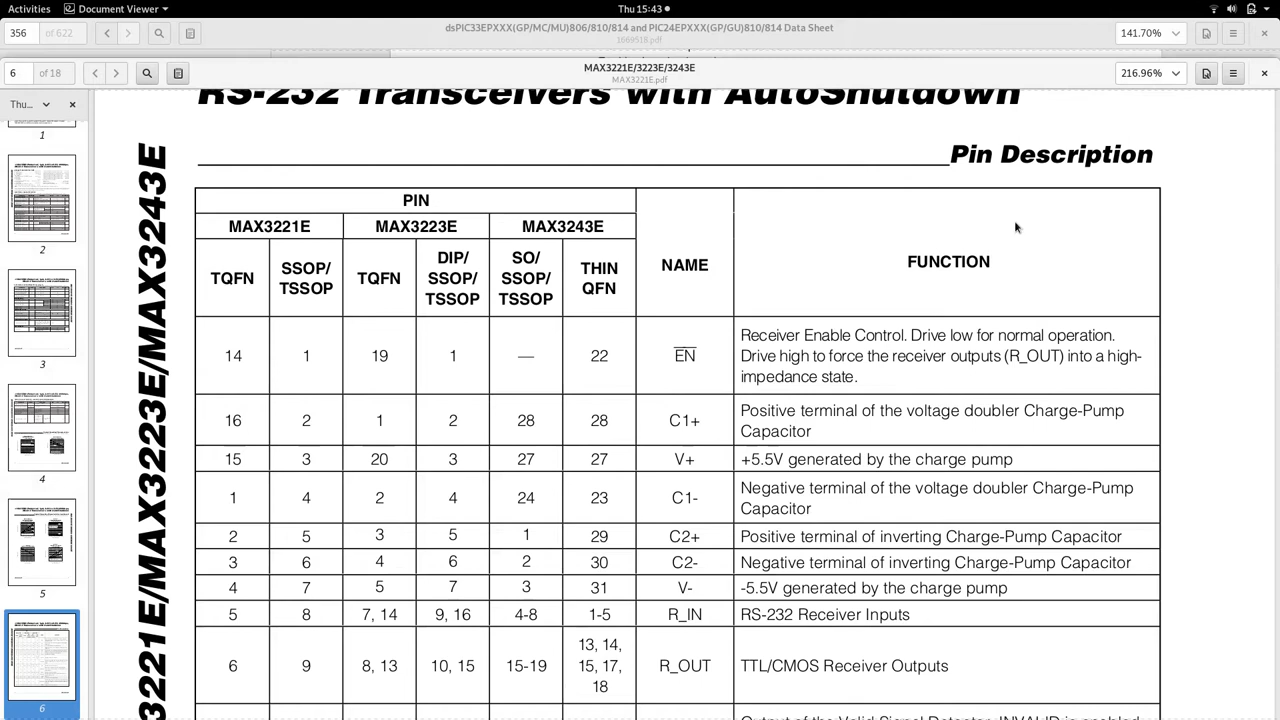 Activities Document Viewer Thu 15:43
356 of 622 dsPIC33EPXXX(GP/MC/MU)806/810/814 and PIC24EPXXX(GP/GU)810/814 Data Sheet 141.70%
1669518.pdf
6 of 18 MAX3221E/3223E/3243E 216.96%
MAX3221E.pdf
Thu...
1
2
3
4
5
6
RS-232 Transceivers with AutoShutdown
3221E/MAX3223E/MAX3243E
Pin Description
PIN
MAX3221E MAX3223E MAX3243E
NAME FUNCTION
TQFN SSOP/ TSSOP TQFN DIP/ SSOP/ TSSOP SO/ SSOP/ TSSOP THIN QFN
14 1 19 1 — 22 EN Receiver Enable Control. Drive low for normal operation.
Drive high to force the receiver outputs (R_OUT) into a high-
impedance state.
16 2 1 2 28 28 C1+ Positive terminal of the voltage doubler Charge-Pump
Capacitor
15 3 20 3 27 27 V+ +5.5V generated by the charge pump
1 4 2 4 24 23 C1- Negative terminal of the voltage doubler Charge-Pump
Capacitor
2 5 3 5 1 29 C2+ Positive terminal of inverting Charge-Pump Capacitor
3 6 4 6 2 30 C2- Negative terminal of inverting Charge-Pump Capacitor
4 7 5 7 3 31 V- -5.5V generated by the charge pump
5 8 7, 14 9, 16 4-8 1-5 R_IN RS-232 Receiver Inputs
6 9 8, 13 10, 15 15-19 13, 14, 15, 17, 18 R_OUT TTL/CMOS Receiver Outputs